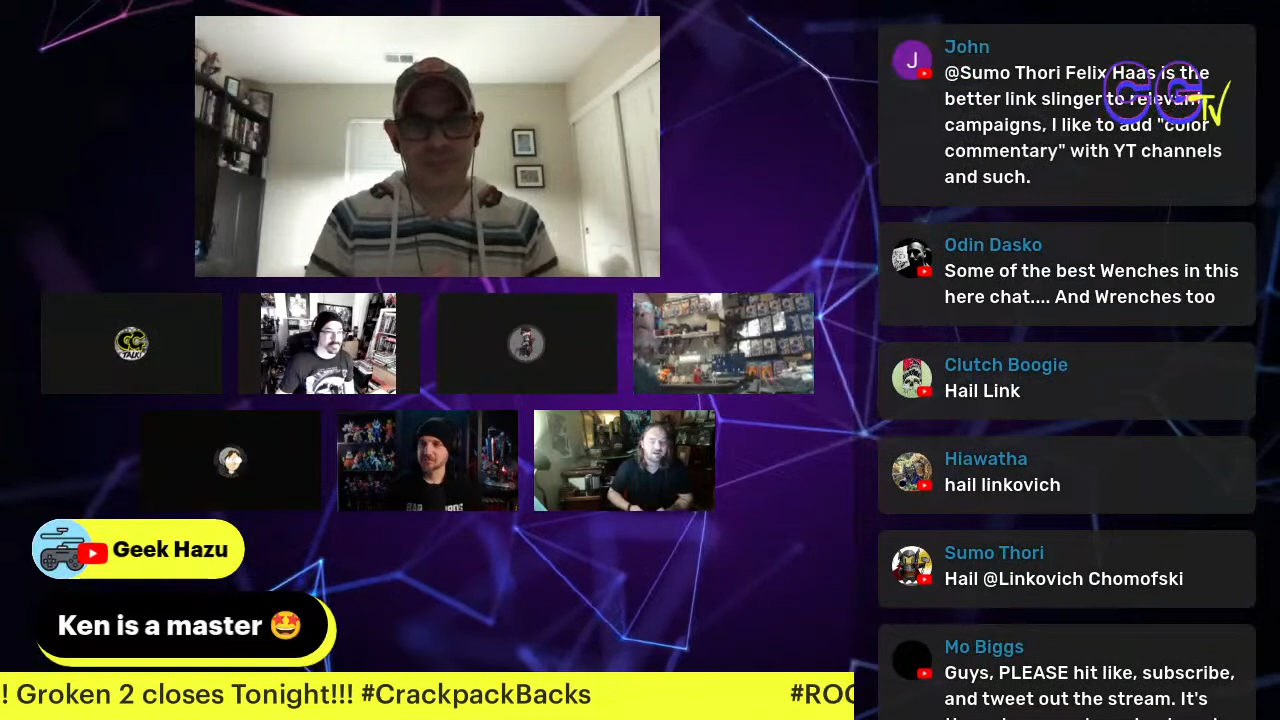 John
@Sumo Thori Felix Haas is the
better link slinger to relevant
campaigns, I like to add "color
commentary" with YT channels
and such.
GG TV
Odin Dasko
Some of the best Wenches in this
here chat.... And Wrenches too
Clutch Boogie
Hail Link
Hiawatha
hail linkovich
Sumo Thori
Hail @Linkovich Chomofski
Mo Biggs
Guys, PLEASE hit like, subscribe,
and tweet out the stream. It's
J
Geek Hazu
Ken is a master 🤩
! Groken 2 closes Tonight!!! #CrackpackBacks